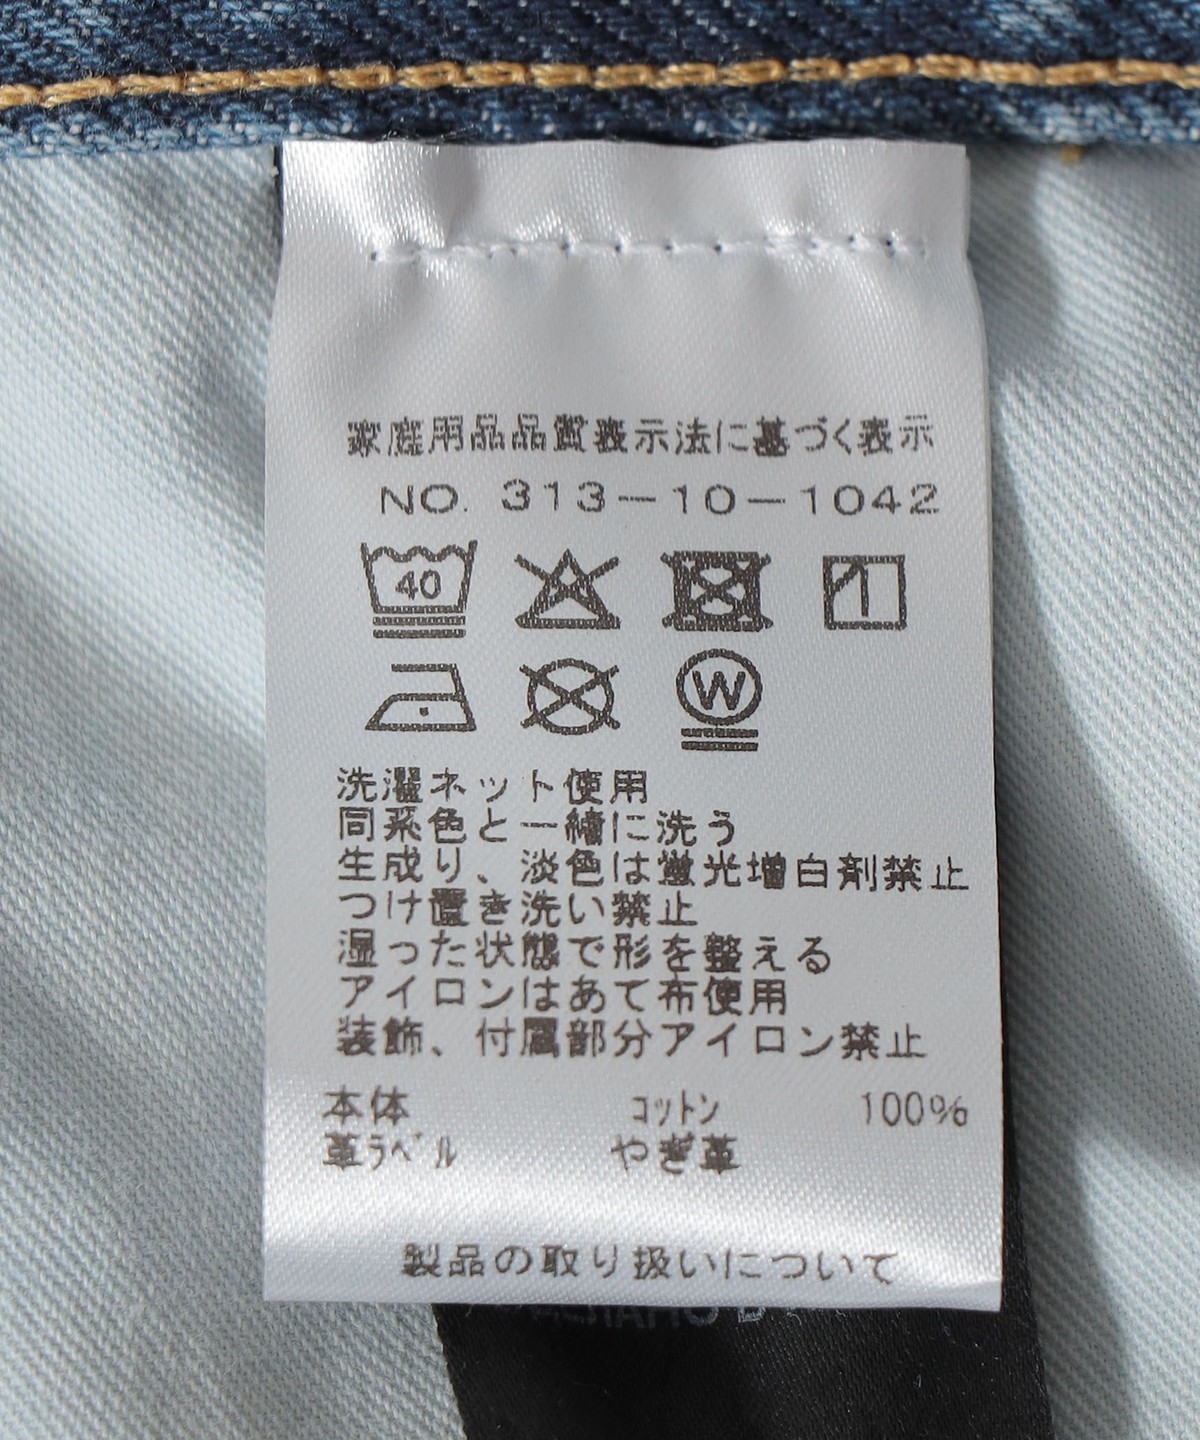 家庭用品品質表示法に基づく表示
NO. 313-10-1042
40
W
洗濯ネット使用
同系色と一緒に洗う
生成り、淡色は蛍光増白剤禁止
つけ置き洗い禁止
湿った状態で形を整える
アイロンはあて布使用
装飾、付属部分アイロン禁止
本体 コットン 100%
革ラベル やぎ革
製品の取り扱いについて